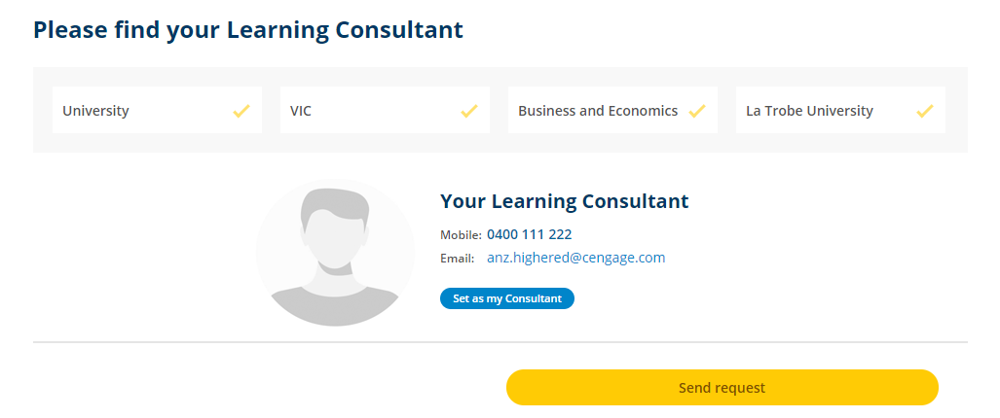 Please find your Learning Consultant
University VIC Business and Economics La Trobe University
Your Learning Consultant
Mobile: 0400 111 222
Email: anz.highered@cengage.com
Set as my Consultant
Send request